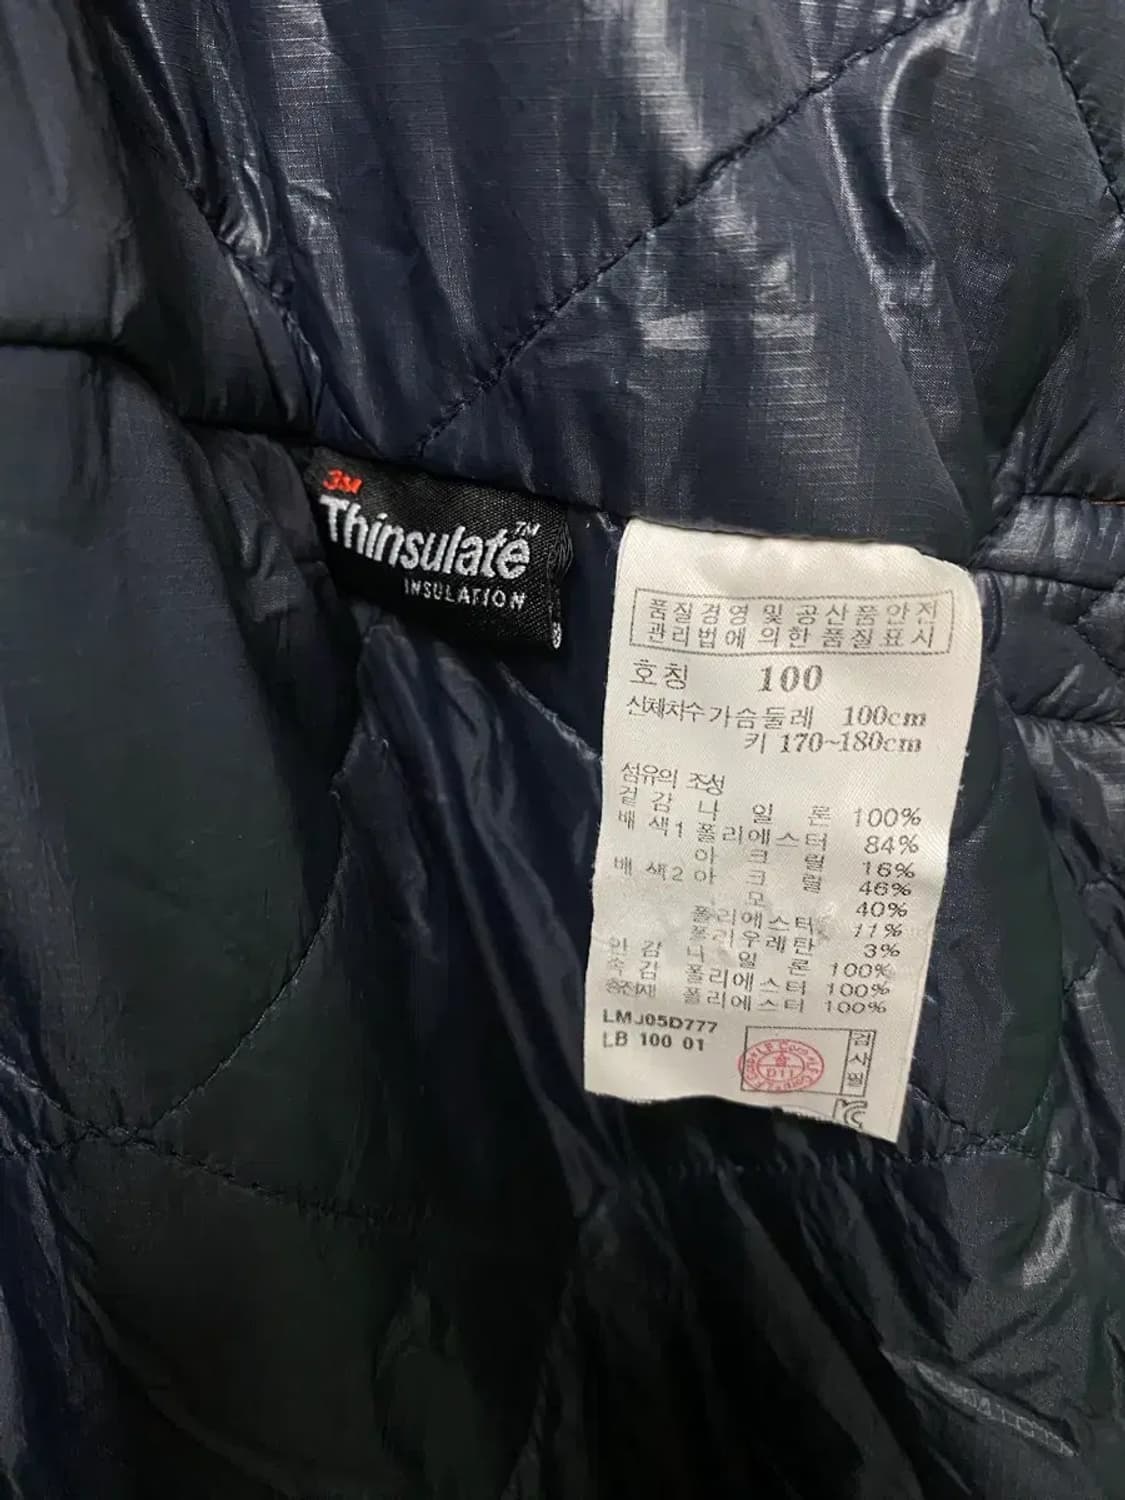 3M
Thinsulate™
INSULATION
품질경영 및 공산품안전
관리법에 의한 품질표시
호칭 100
신체치수 가슴둘레 100cm
키 170~180cm
섬유의 조성
겉감 나일론 100%
배색1 폴리에스터 84%
아크릴 16%
배색2 아크릴 46%
모 40%
폴리에스터 11%
폴리우레탄 3%
안감 나일론 100%
속감 폴리에스터 100%
충전재 폴리에스터 100%
LMJ05D777
LB 100 01
검사필
LF Corp